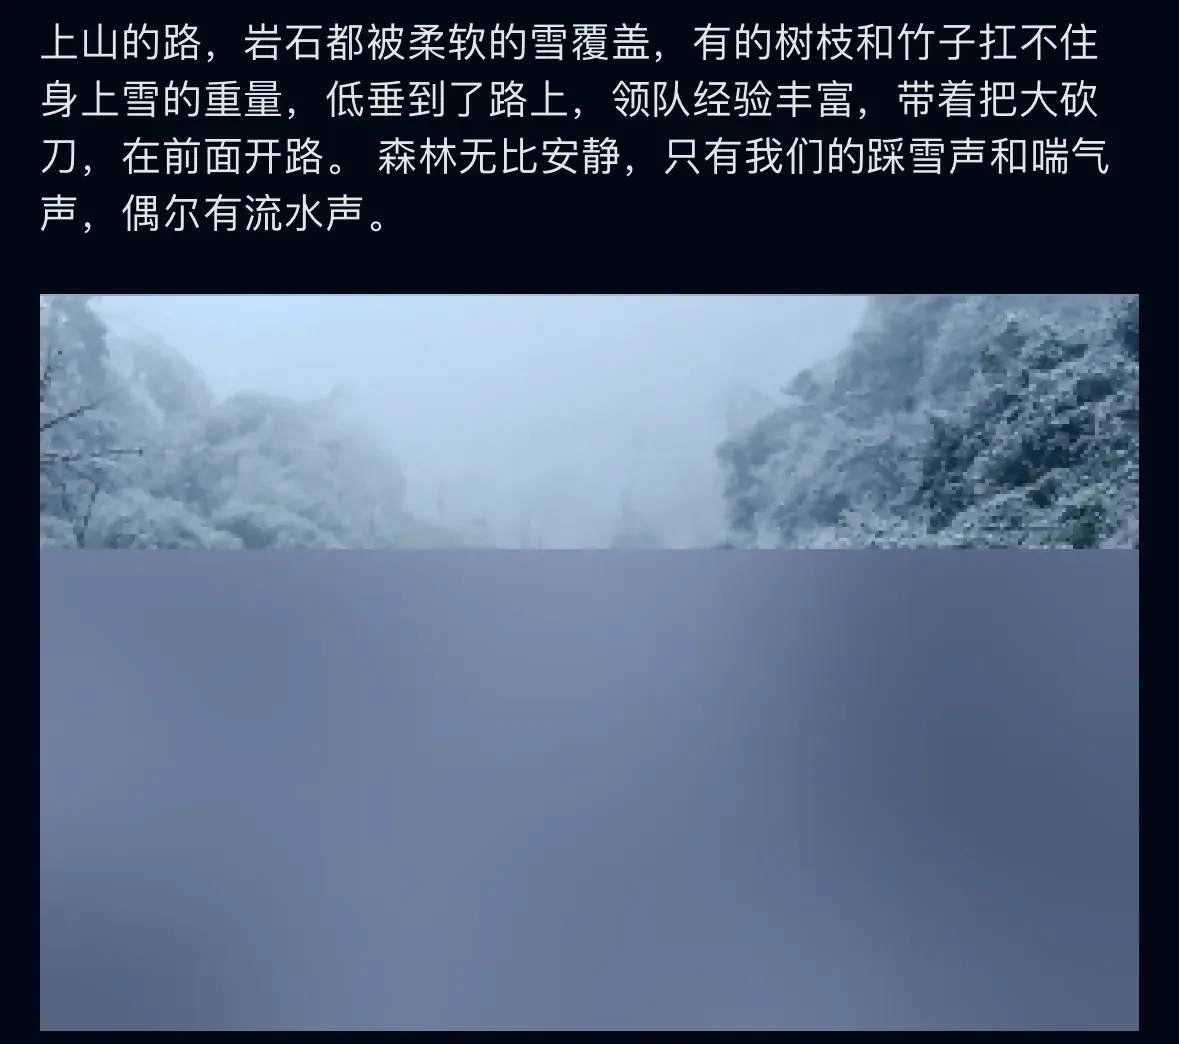 上山的路，岩石都被柔软的雪覆盖，有的树枝和竹子扛不住
身上雪的重量，低垂到了路上，领队经验丰富，带着把大砍
刀，在前面开路。 森林无比安静，只有我们的踩雪声和喘气
声，偶尔有流水声。